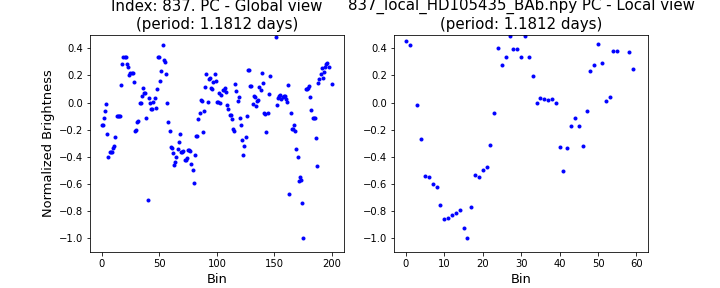 Index: 837. PC - Global view
(period: 1.1812 days)
837_local_HD105435_BAb.npy PC - Local view
(period: 1.1812 days)
Normalized Brightness
0.4
0.2
0.0
−0.2
−0.4
−0.6
−0.8
−1.0
0 50 100 150 200
Bin
0.4
0.2
0.0
−0.2
−0.4
−0.6
−0.8
−1.0
0 10 20 30 40 50 60
Bin